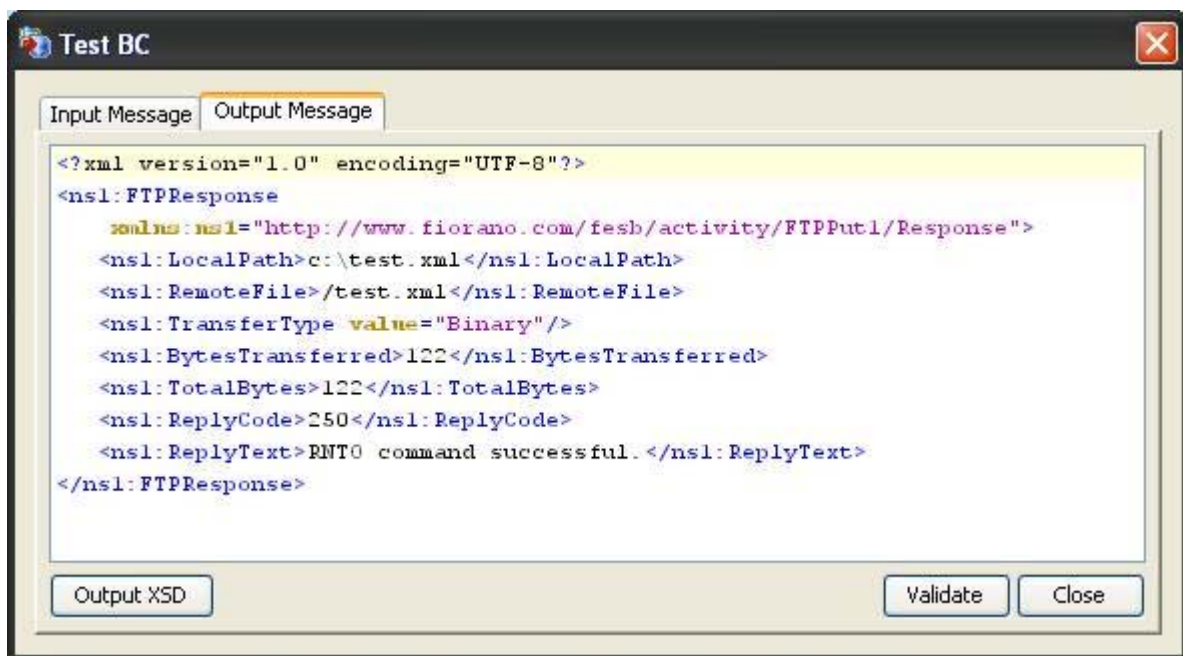 Test BC
Input Message
Output Message
<?xml version="1.0" encoding="UTF-8"?>
<ns1:FTPResponse
xmlns:ns1="http://www.fiorano.com/fesb/activity/FTPPut1/Response">
<ns1:LocalPath>c:\test.xml</ns1:LocalPath>
<ns1:RemoteFile>/test.xml</ns1:RemoteFile>
<ns1:TransferType value="Binary"/>
<ns1:BytesTransferred>122</ns1:BytesTransferred>
<ns1:TotalBytes>122</ns1:TotalBytes>
<ns1:ReplyCode>250</ns1:ReplyCode>
<ns1:ReplyText>RNTO command successful.</ns1:ReplyText>
</ns1:FTPResponse>
Output XSD
Validate
Close